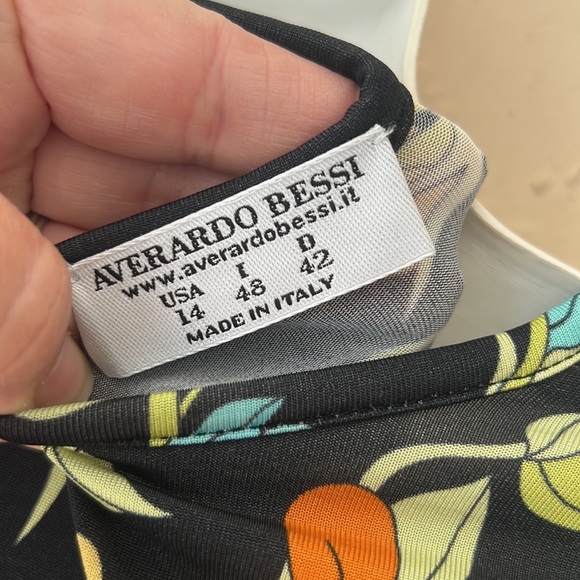 AVERARDO BESSI
www.averardobessi.it
USA I D
14 48 42
MADE IN ITALY